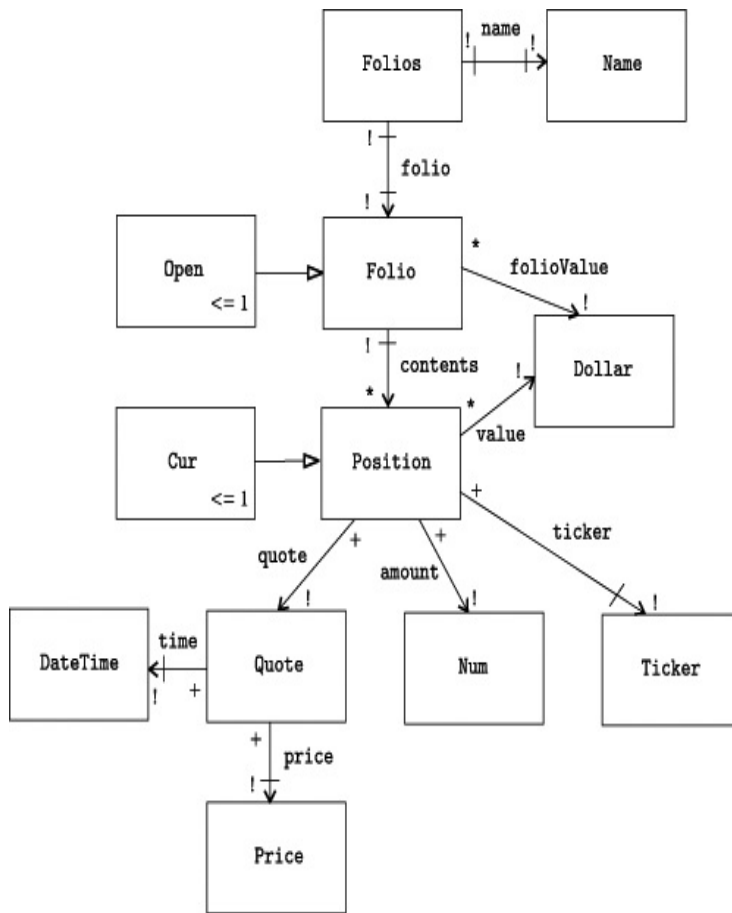 name
! !
Folios Name
!
folio
!
Open Folio * folioValue
<= 1 ! !
contents Dollar
* * !
value
Cur Position
<= 1 +
ticker
quote + +
amount
! ! !
time
DateTime Quote Num Ticker
! +
+
price
!
Price